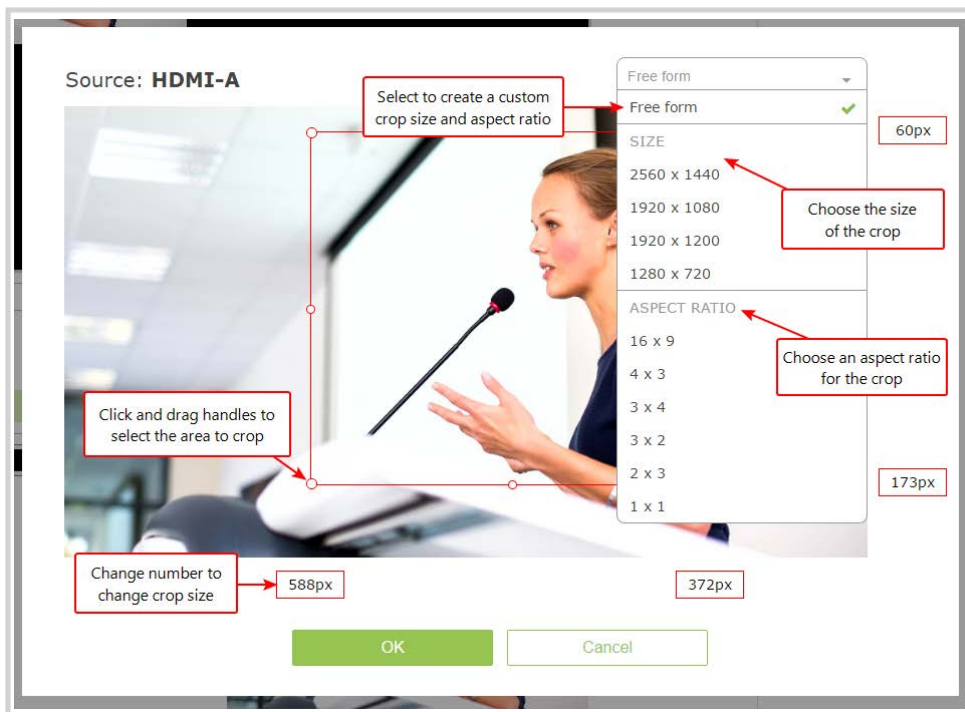 Source: HDMI-A
Free form
Select to create a custom
crop size and aspect ratio
Free form
60px
SIZE
2560 x 1440
1920 x 1080
Choose the size
of the crop
1920 x 1200
1280 x 720
ASPECT RATIO
16 x 9
Choose an aspect ratio
for the crop
4 x 3
3 x 4
Click and drag handles to
select the area to crop
3 x 2
2 x 3
173px
1 x 1
Change number to
change crop size
588px
372px
OK
Cancel